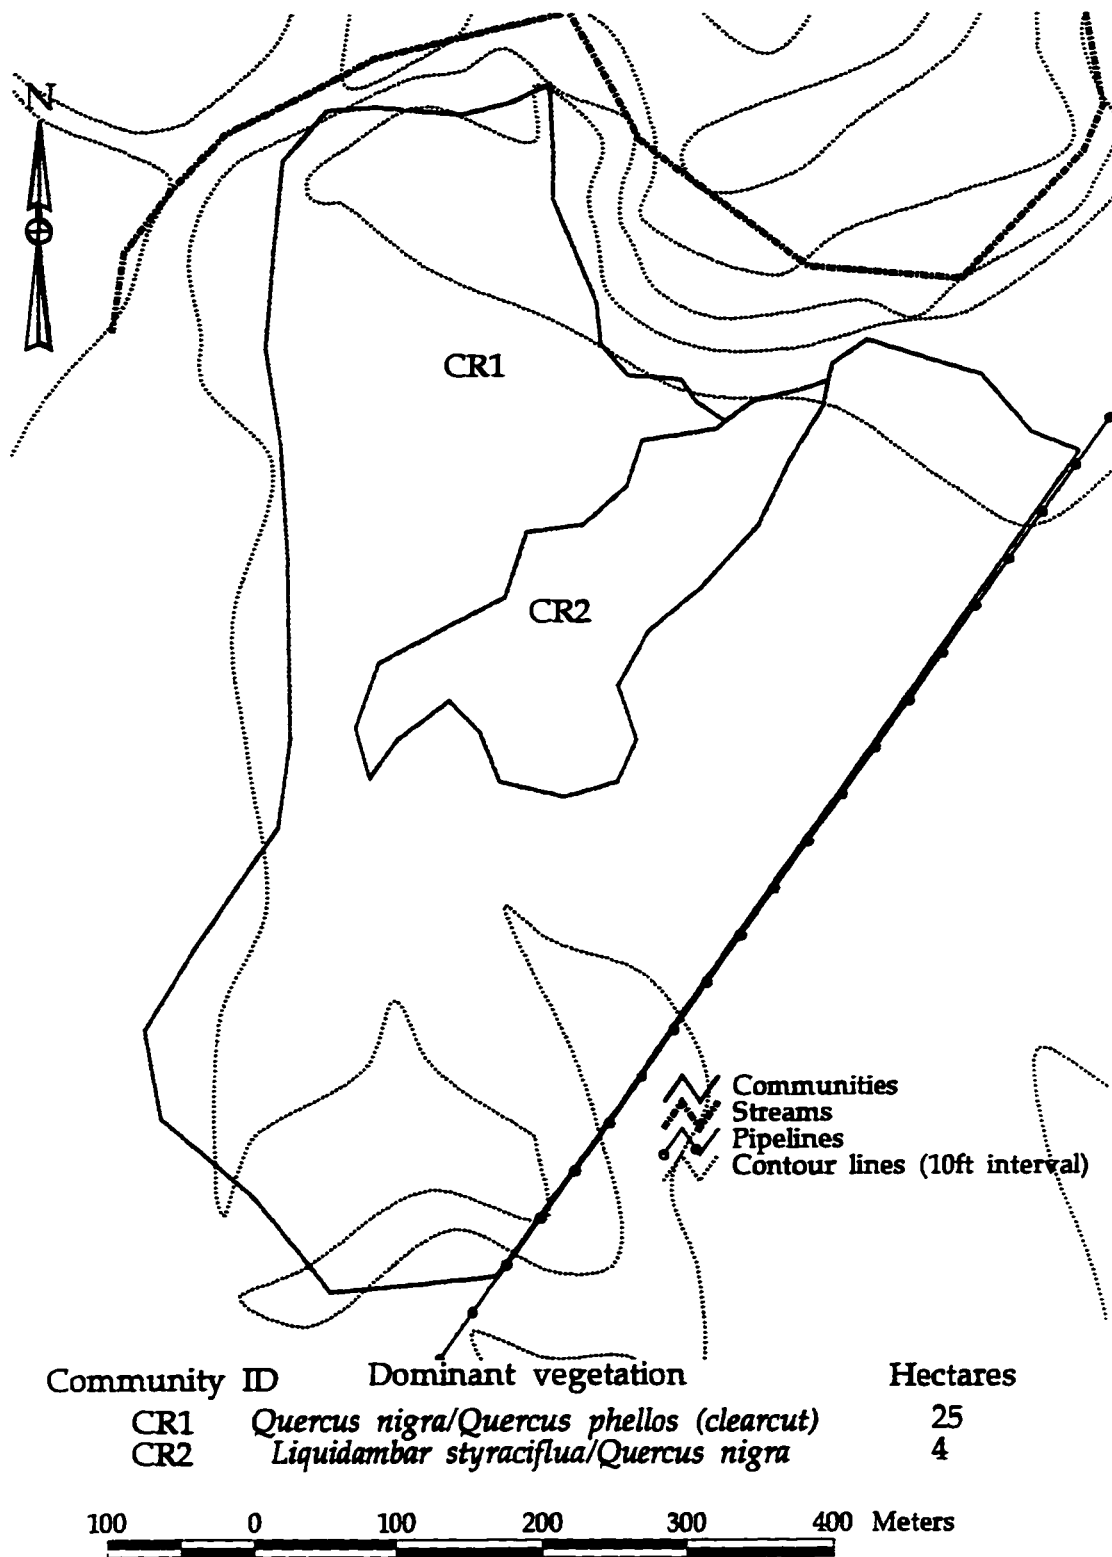 N
CR1
CR2
Communities
Streams
Pipelines
Contour lines (10ft interval)
Community ID Dominant vegetation Hectares
CR1 Quercus nigra/Quercus phellos (clearcut) 25
CR2 Liquidambar styraciflua/Quercus nigra 4
100 0 100 200 300 400 Meters